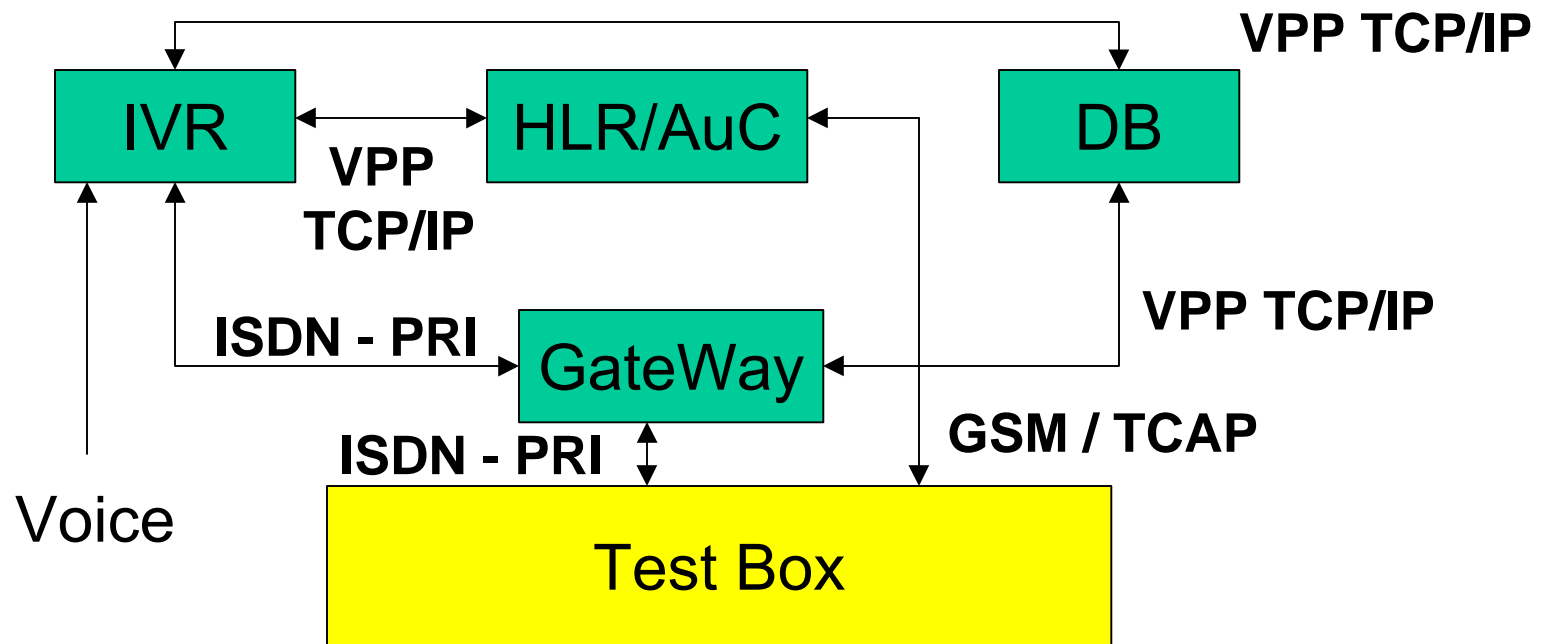 VPP TCP/IP
IVR
HLR/AuC
DB
VPP
TCP/IP
VPP TCP/IP
ISDN - PRI
GateWay
GSM / TCAP
ISDN - PRI
Voice
Test Box